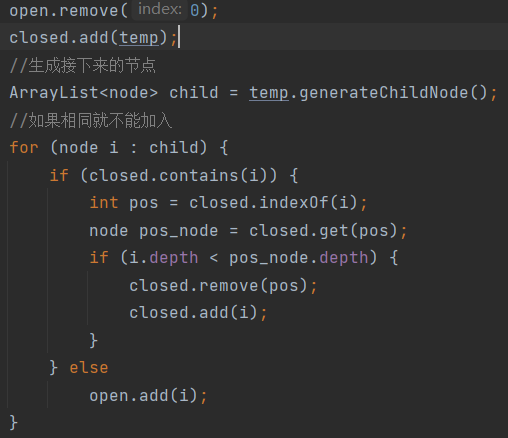 open.remove( index: 0);
closed.add(temp);
//生成接下来的节点
ArrayList<node> child = temp.generateChildNode();
//如果相同就不能加入
for (node i : child) {
    if (closed.contains(i)) {
        int pos = closed.indexOf(i);
        node pos_node = closed.get(pos);
        if (i.depth < pos_node.depth) {
            closed.remove(pos);
            closed.add(i);
        }
    } else
        open.add(i);
}